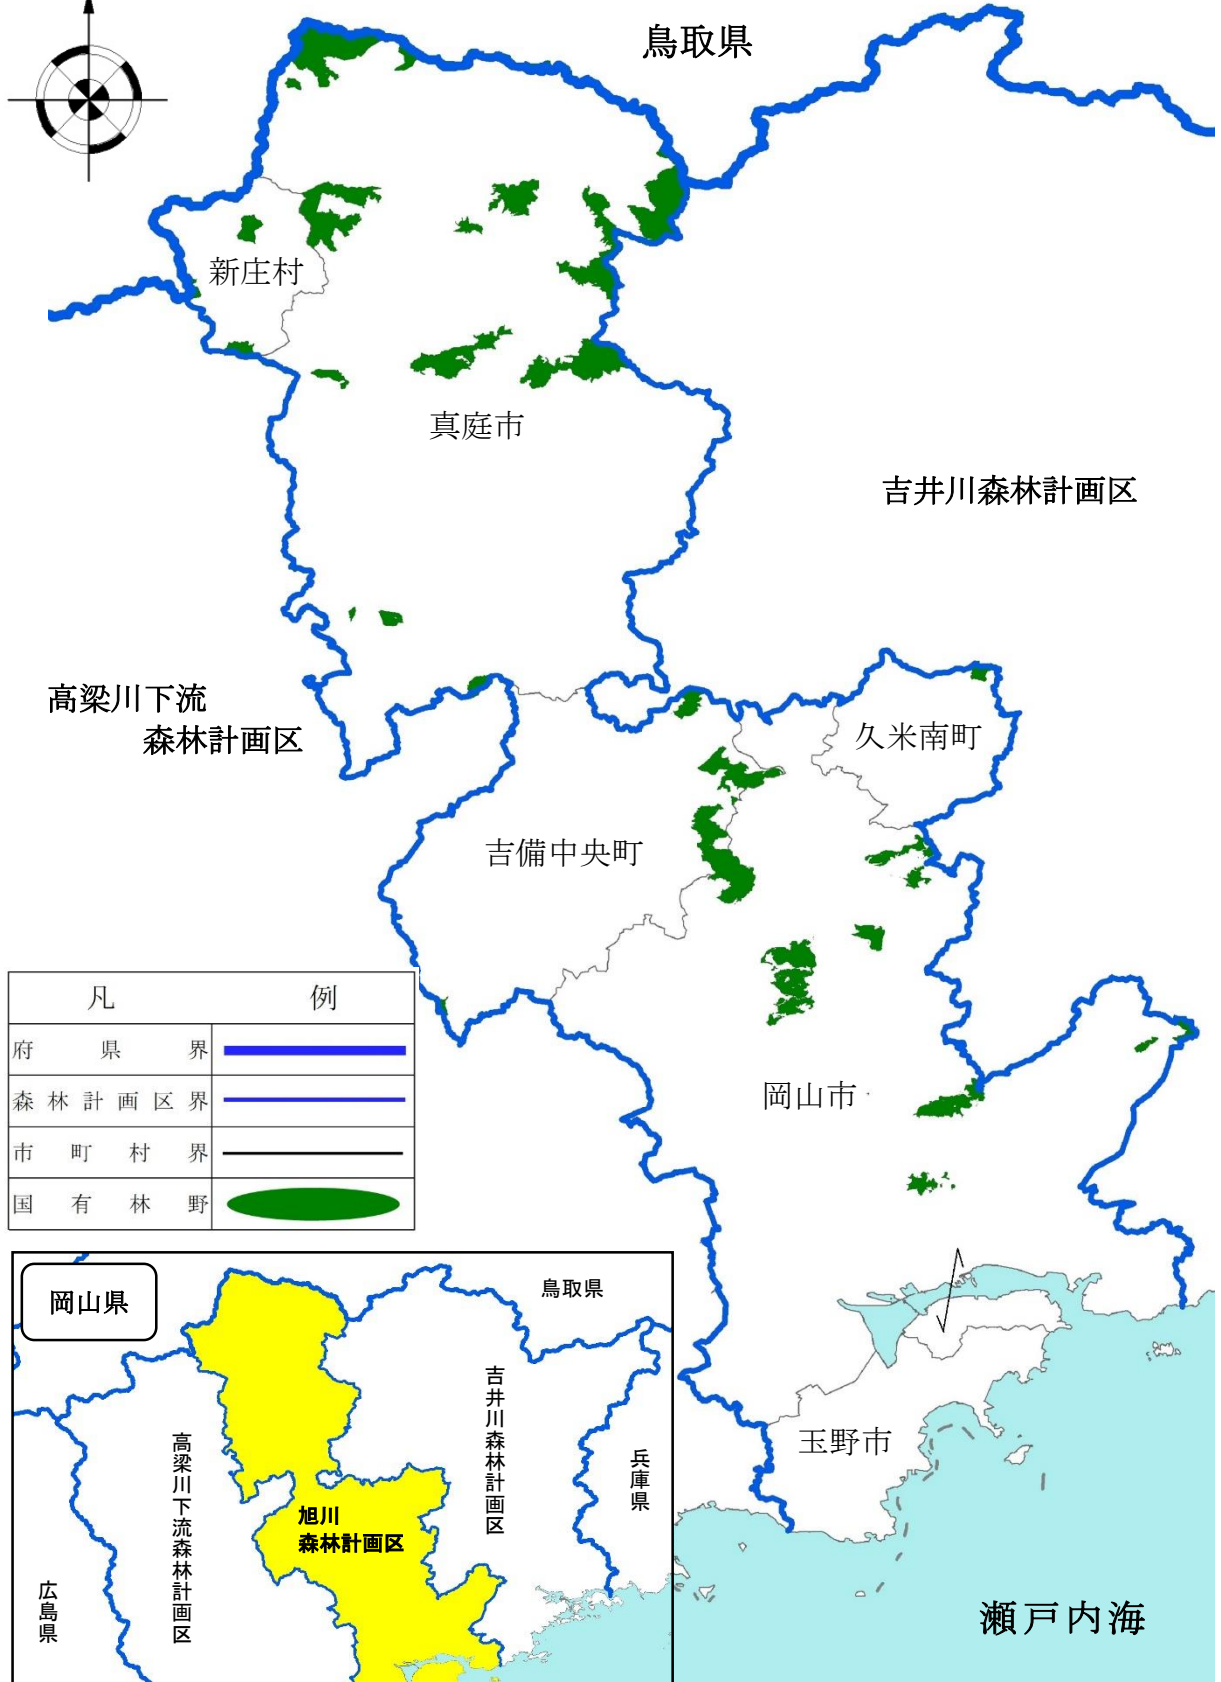 鳥取県
新庄村
真庭市
吉井川森林計画区
高梁川下流
森林計画区
久米南町
吉備中央町
岡山市
玉野市
瀬戸内海
凡 例
府県界
森林計画区界
市町村界
国有林野
岡山県
鳥取県
吉井川森林計画区
高梁川下流森林計画区
兵庫県
旭川
森林計画区
広島県